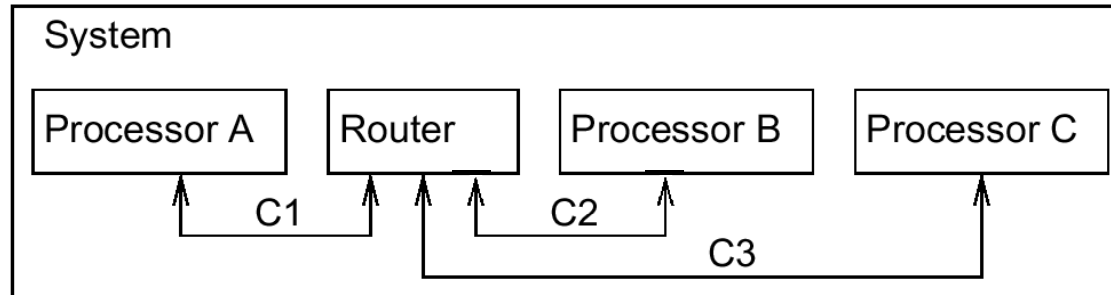 System
Processor A
Router
Processor B
Processor C
C1
C2
C3